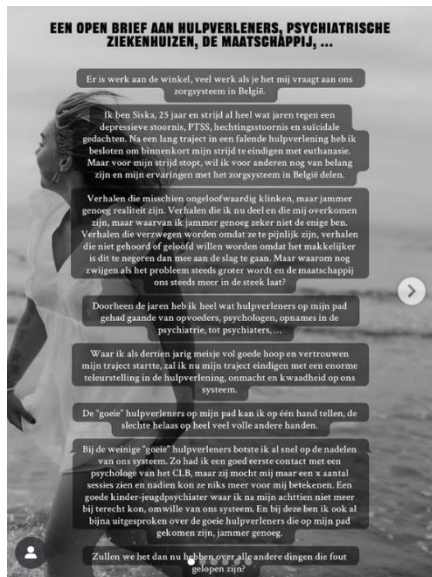 EEN OPEN BRIEF AAN HULPVERLENERS, PSYCHIATRISCHE
ZIEKENHUIZEN, DE MAATSCHAPPIJ, ...
Er is werk aan de winkel, veel werk als je het mij vraagt aan ons
zorgsysteem in België.
Ik ben Siska, 25 jaar en strijd al heel wat jaren tegen een
depressieve stoornis, PTSS, hechtingsstoornis en suïcidale
gedachten. Na een lang traject in een falende hulpverlening heb ik
besloten om binnenkort mijn strijd te eindigen met euthanasie.
Maar voor mijn strijd stopt, wil ik voor anderen nog van belang
zijn en mijn ervaringen met het zorgsysteem in België delen.
Verhalen die misschien ongeloofwaardig klinken, maar jammer
genoeg realiteit zijn. Verhalen die ik nu deel en die mij overkomen
zijn, maar waarvan ik jammer genoeg zeker niet de enige ben.
Verhalen die verzwegen worden omdat ze te pijnlijk zijn, verhalen
die niet gehoord of geloofd willen worden omdat het makkelijker
is dit te negeren dan mee aan de slag te gaan. Maar waarom nog
zwijgen als het probleem steeds groter wordt en de maatschappij
ons steeds meer in de steek laat?
Doorheen de jaren heb ik heel wat hulpverleners op mijn pad
gehad gaande van opvoeders, psychologen, opnames in de
psychiatrie, tot psychiaters,...
Waar ik als dertien jarig meisje vol goede hoop en vertrouwen
mijn traject startte, zal ik nu mijn traject eindigen met een enorme
teleurstelling in de hulpverlening, onmacht en kwaadheid op ons
systeem.
De "goeie" hulpverleners op mijn pad kan ik op één hand tellen, de
slechte helaas op heel veel volle andere handen.
Bij de weinige "goeie" hulpverleners botste ik al snel op de nadelen
van ons systeem. Zo had ik een goed eerste contact met een
psychologe van het CLB, maar zij mocht mij maar een x aantal
sessies zien en nadien kon ze niks meer voor mij betekenen. Een
goede kinder-jeugdpsychiater waar ik na mijn achttien niet meer
bij terecht kon, omwille van ons systeem. En bij deze ben ik ook al
bijna uitgesproken over de goeie hulpverleners die op mijn pad
gekomen zijn, jammer genoeg.
Zullen we het dan nu hebben over alle andere dingen die fout
gelopen zijn?